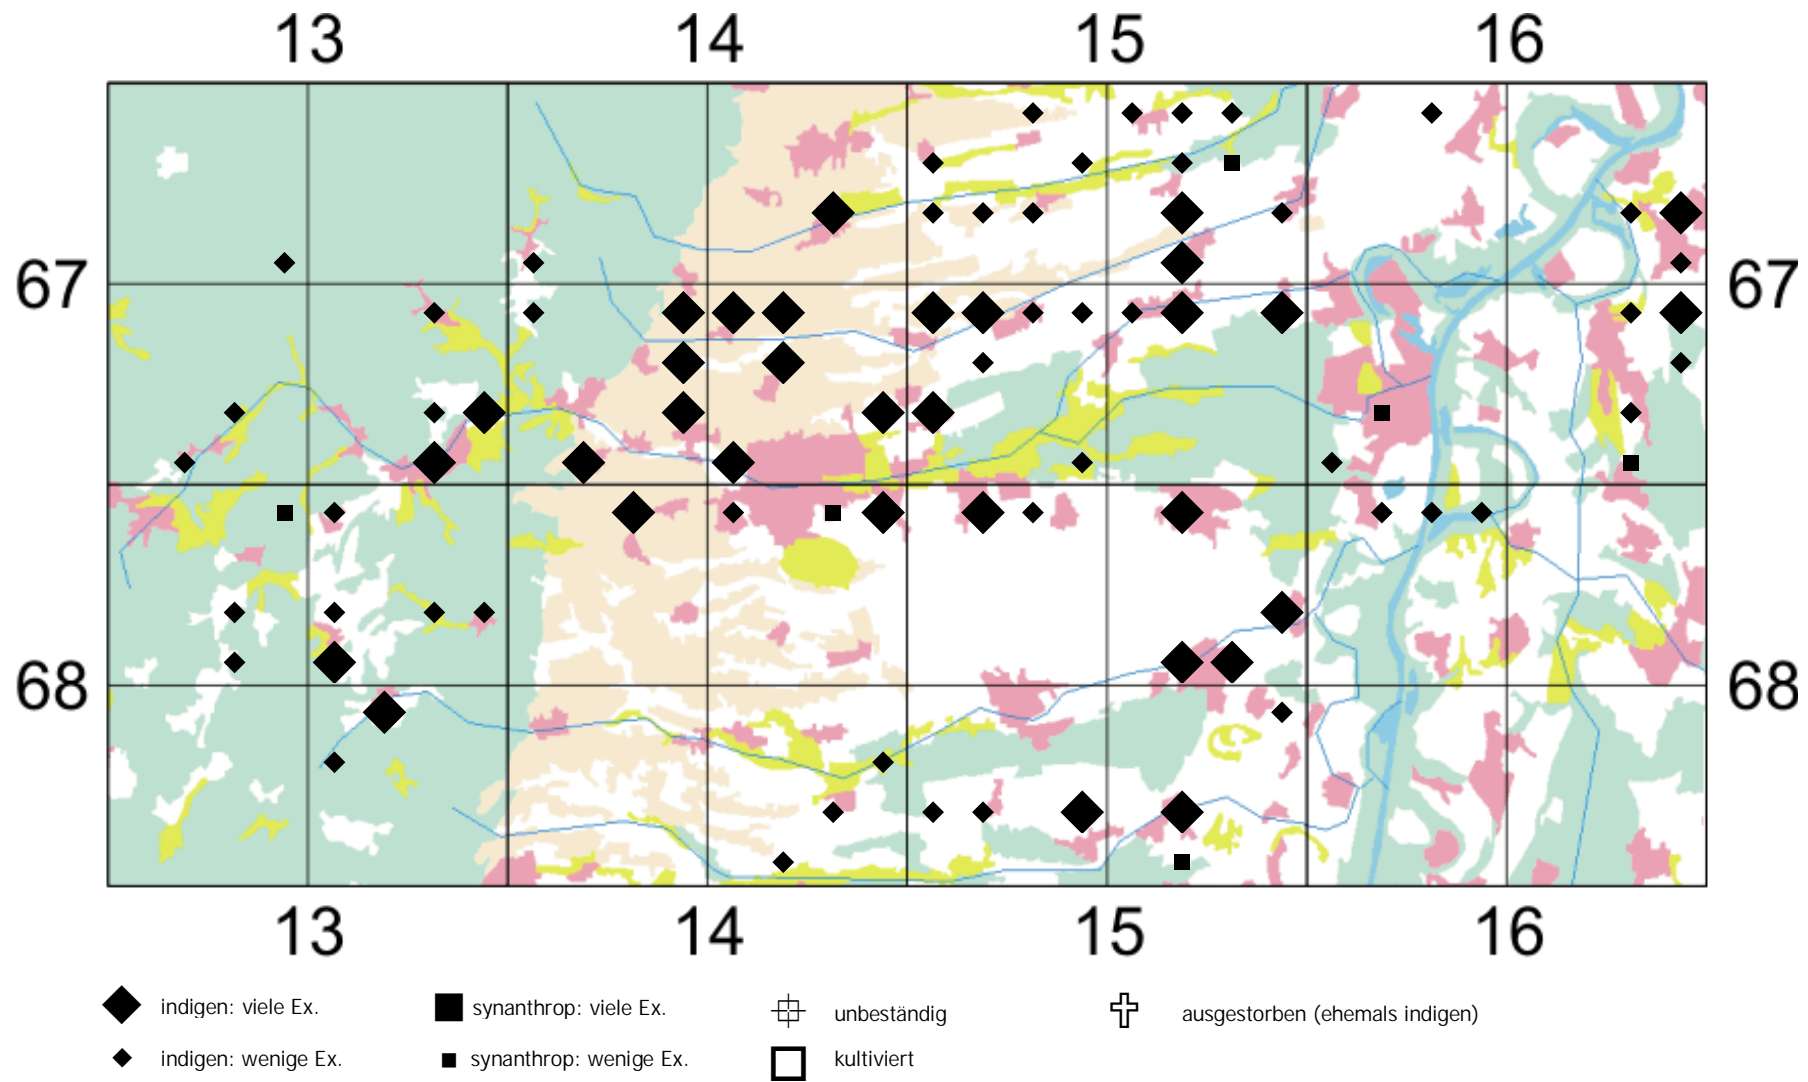 13 14 15 16
67 67
68 68
13 14 15 16
indigen: viele Ex. synanthrop: viele Ex. unbeständig ausgestorben (ehemals indigen)
indigen: wenige Ex. synanthrop: wenige Ex. kultiviert